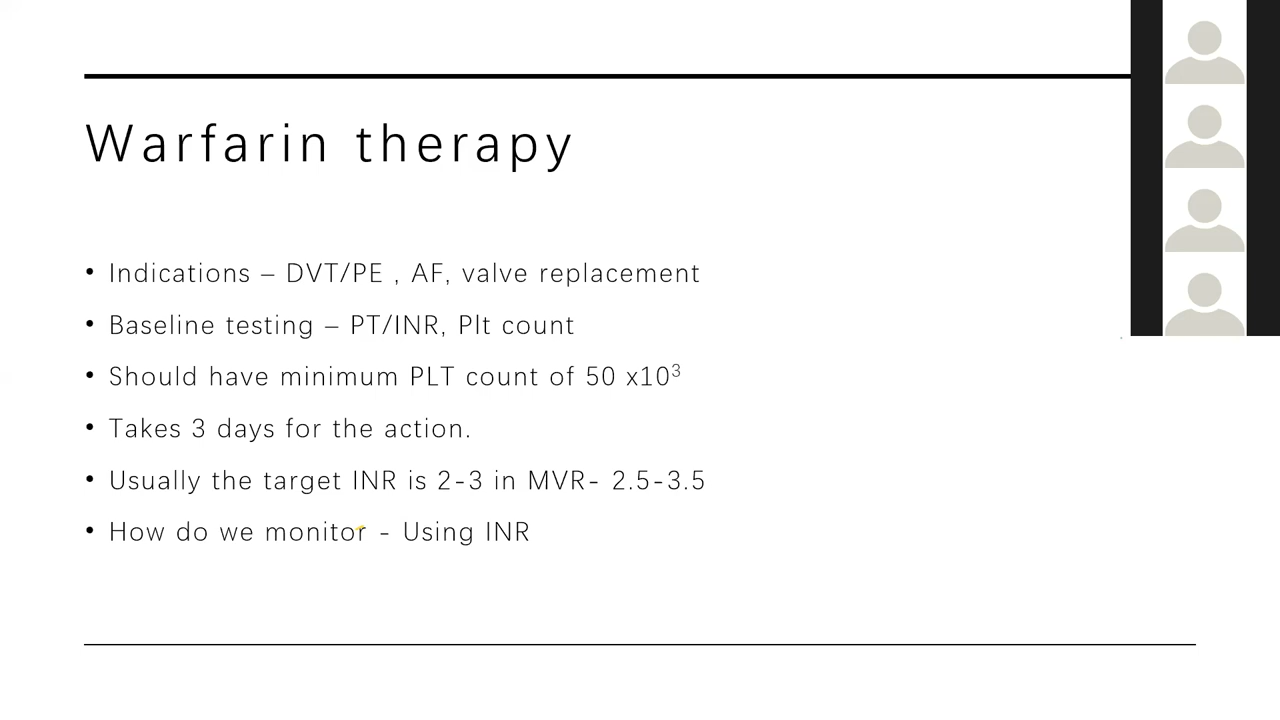 Warfarin therapy
• Indications – DVT/PE , AF, valve replacement
• Baseline testing – PT/INR, Plt count
• Should have minimum PLT count of 50 x10³
• Takes 3 days for the action.
• Usually the target INR is 2-3 in MVR- 2.5-3.5
• How do we monitor - Using INR